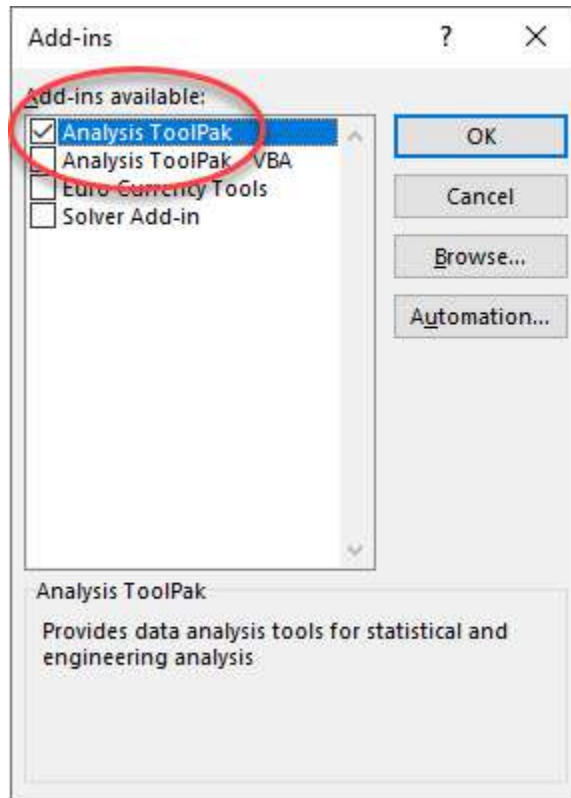 Add-ins ? ✕
Add-ins available:
Analysis ToolPak
Analysis ToolPak VBA
Euro Currency Tools
Solver Add-in
OK
Cancel
Browse...
Automation...
Analysis ToolPak
Provides data analysis tools for statistical and
engineering analysis